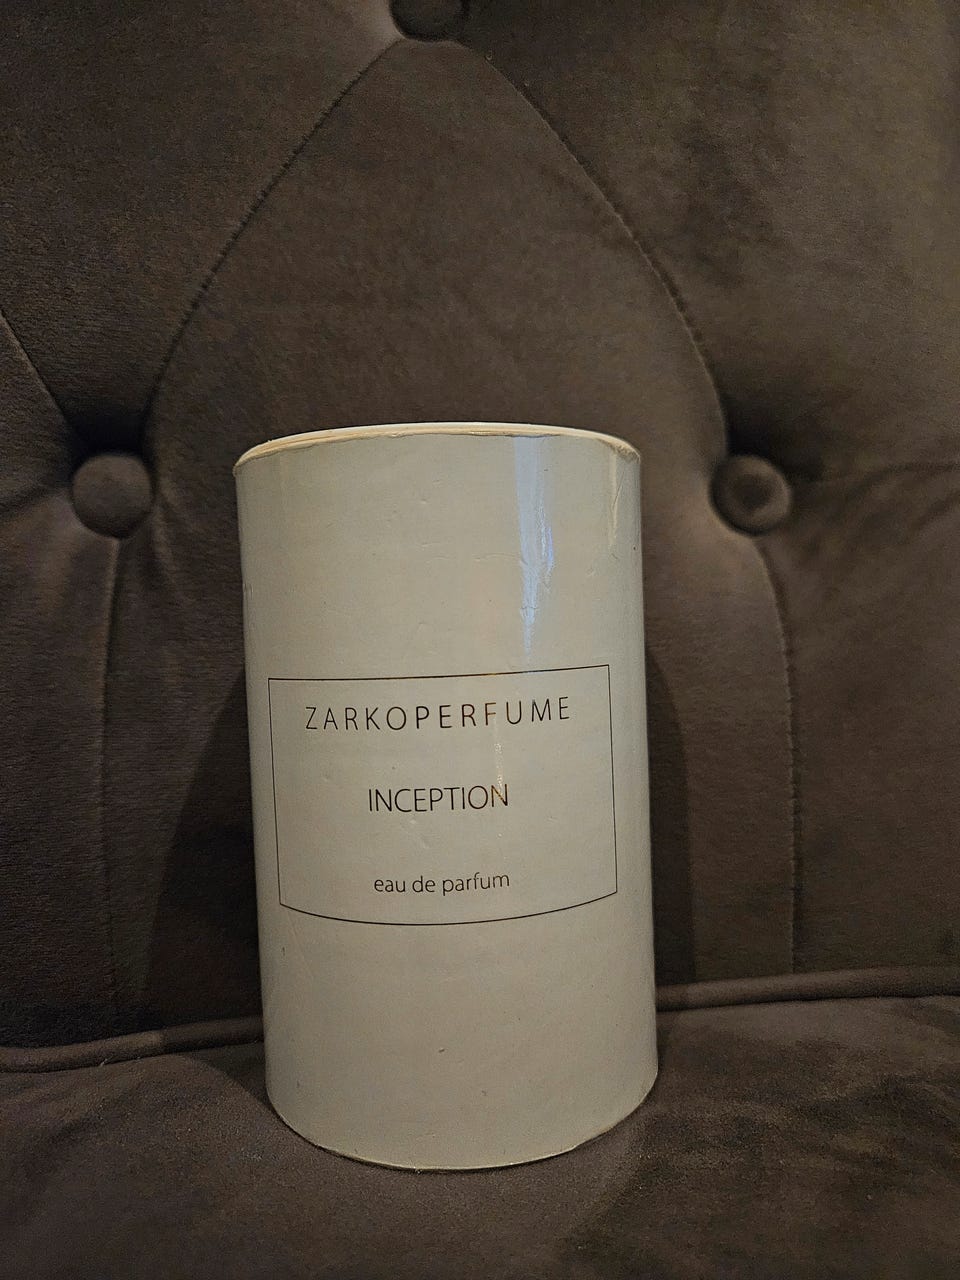 ZARKOPERFUME
INCEPTION
eau de parfum